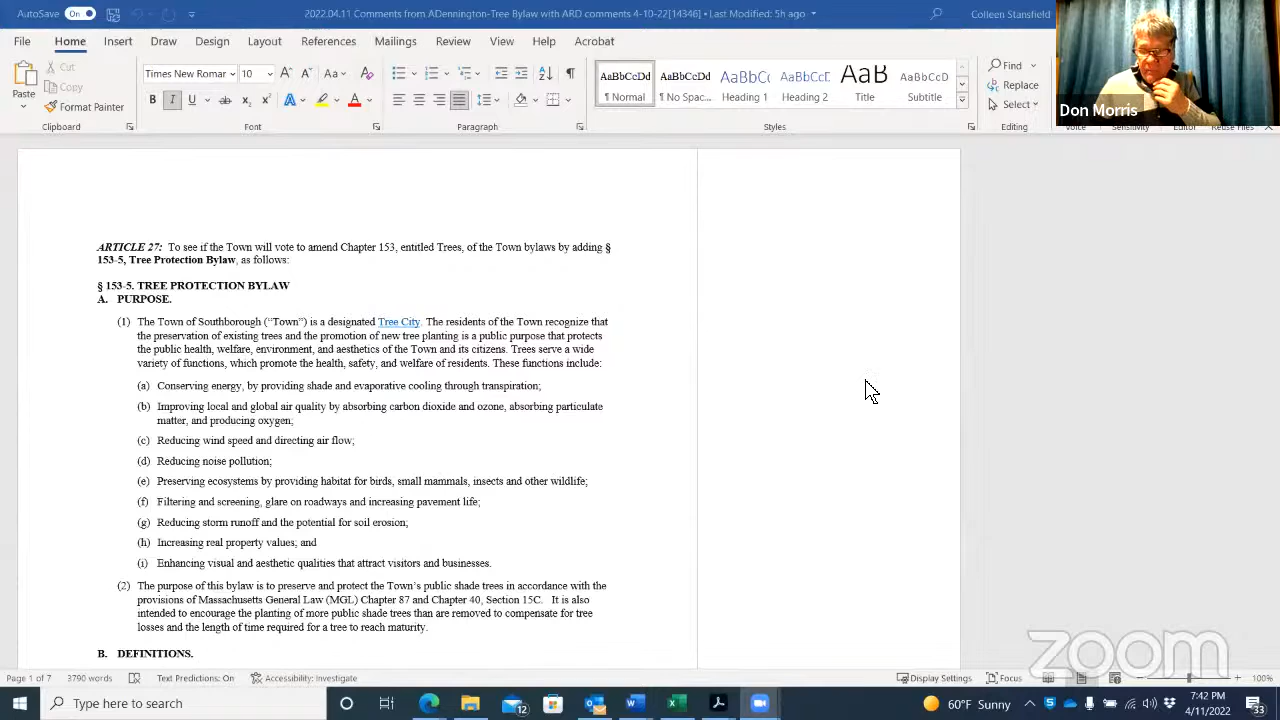 AutoSave On 2022.04.11 Comments from ADennington-Tree Bylaw with ARD comments 4-10-22[14346] • Last Modified: 5h ago Colleen Stansfield
File Home Insert Draw Design Layout References Mailings Review View Help Acrobat
Paste Cut Copy Format Painter
Times New Roman 10
AaBbCcDd AaBbCcDd AaBbCc AaBbCcD AaB AaBbCcD
¶ Normal ¶ No Spac... Heading 1 Heading 2 Title Subtitle
Find Replace Select
Clipboard Font Paragraph Styles Editing Voice Sensitivity Editor Reuse Files
Don Morris
ARTICLE 27: To see if the Town will vote to amend Chapter 153, entitled Trees, of the Town bylaws by adding §
153-5, Tree Protection Bylaw, as follows:
§ 153-5. TREE PROTECTION BYLAW
A. PURPOSE.
(1) The Town of Southborough (“Town”) is a designated Tree City. The residents of the Town recognize that
the preservation of existing trees and the promotion of new tree planting is a public purpose that protects
the public health, welfare, environment, and aesthetics of the Town and its citizens. Trees serve a wide
variety of functions, which promote the health, safety, and welfare of residents. These functions include:
(a) Conserving energy, by providing shade and evaporative cooling through transpiration;
(b) Improving local and global air quality by absorbing carbon dioxide and ozone, absorbing particulate
matter, and producing oxygen;
(c) Reducing wind speed and directing air flow;
(d) Reducing noise pollution;
(e) Preserving ecosystems by providing habitat for birds, small mammals, insects and other wildlife;
(f) Filtering and screening, glare on roadways and increasing pavement life;
(g) Reducing storm runoff and the potential for soil erosion;
(h) Increasing real property values; and
(i) Enhancing visual and aesthetic qualities that attract visitors and businesses.
(2) The purpose of this bylaw is to preserve and protect the Town’s public shade trees in accordance with the
provisions of Massachusetts General Law (MGL) Chapter 87 and Chapter 40, Section 15C. It is also
intended to encourage the planting of more public shade trees than are removed to compensate for tree
losses and the length of time required for a tree to reach maturity.
B. DEFINITIONS.
zoom
Page 1 of 7 3790 words Text Predictions: On Accessibility: Investigate Display Settings Focus 100%
Type here to search 12 60°F Sunny 7:42 PM
4/11/2022 33